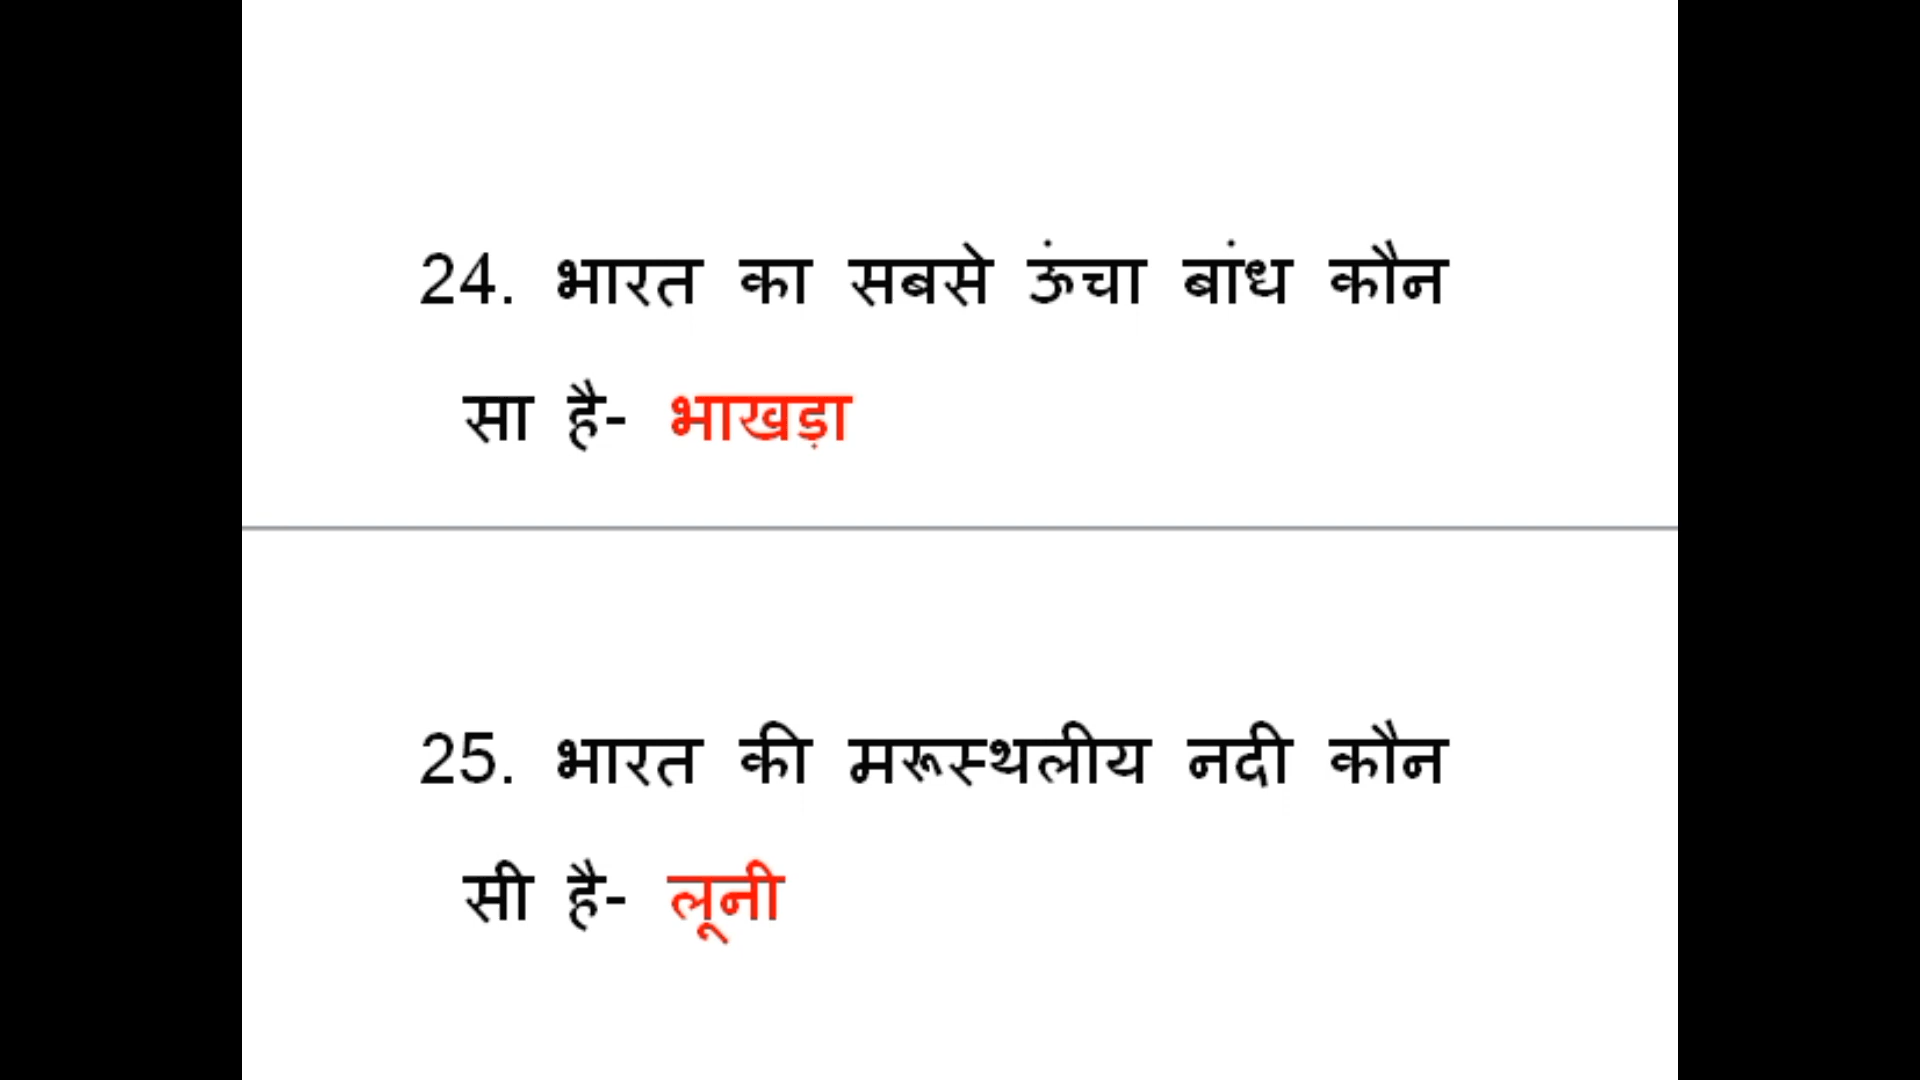 24. भारत का सबसे ऊंचा बांध कौन
सा है- भाखड़ा
25. भारत की मरूस्थलीय नदी कौन
सी है- लूनी